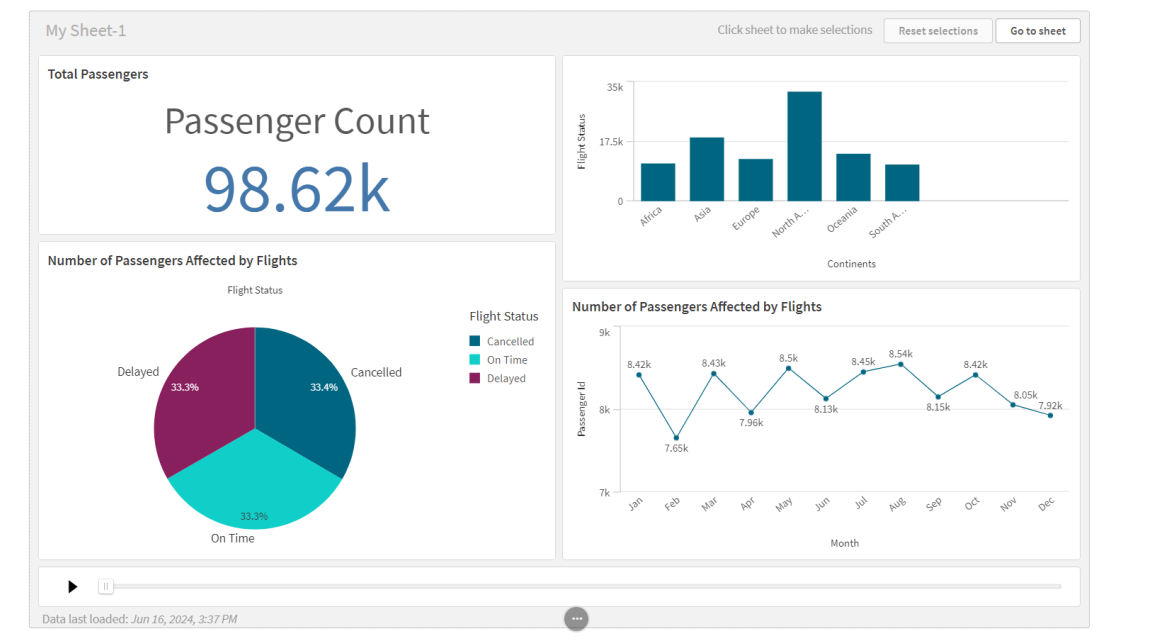 My Sheet-1
Click sheet to make selections
Reset selections
Go to sheet
Total Passengers
Passenger Count
98.62k
35k
17.5k
0
Flight Status
Africa
Asia
Europe
North A...
Oceania
South A...
Continents
Number of Passengers Affected by Flights
Flight Status
Delayed
33.3%
33.4%
Cancelled
33.3%
On Time
Flight Status
Cancelled
On Time
Delayed
Number of Passengers Affected by Flights
9k
8k
7k
Passenger Id
8.42k
7.65k
8.43k
7.96k
8.5k
8.13k
8.45k
8.54k
8.15k
8.42k
8.05k
7.92k
Jan
Feb
Mar
Apr
May
Jun
Jul
Aug
Sep
Oct
Nov
Dec
Month
Data last loaded: Jun 16, 2024, 3:37 PM